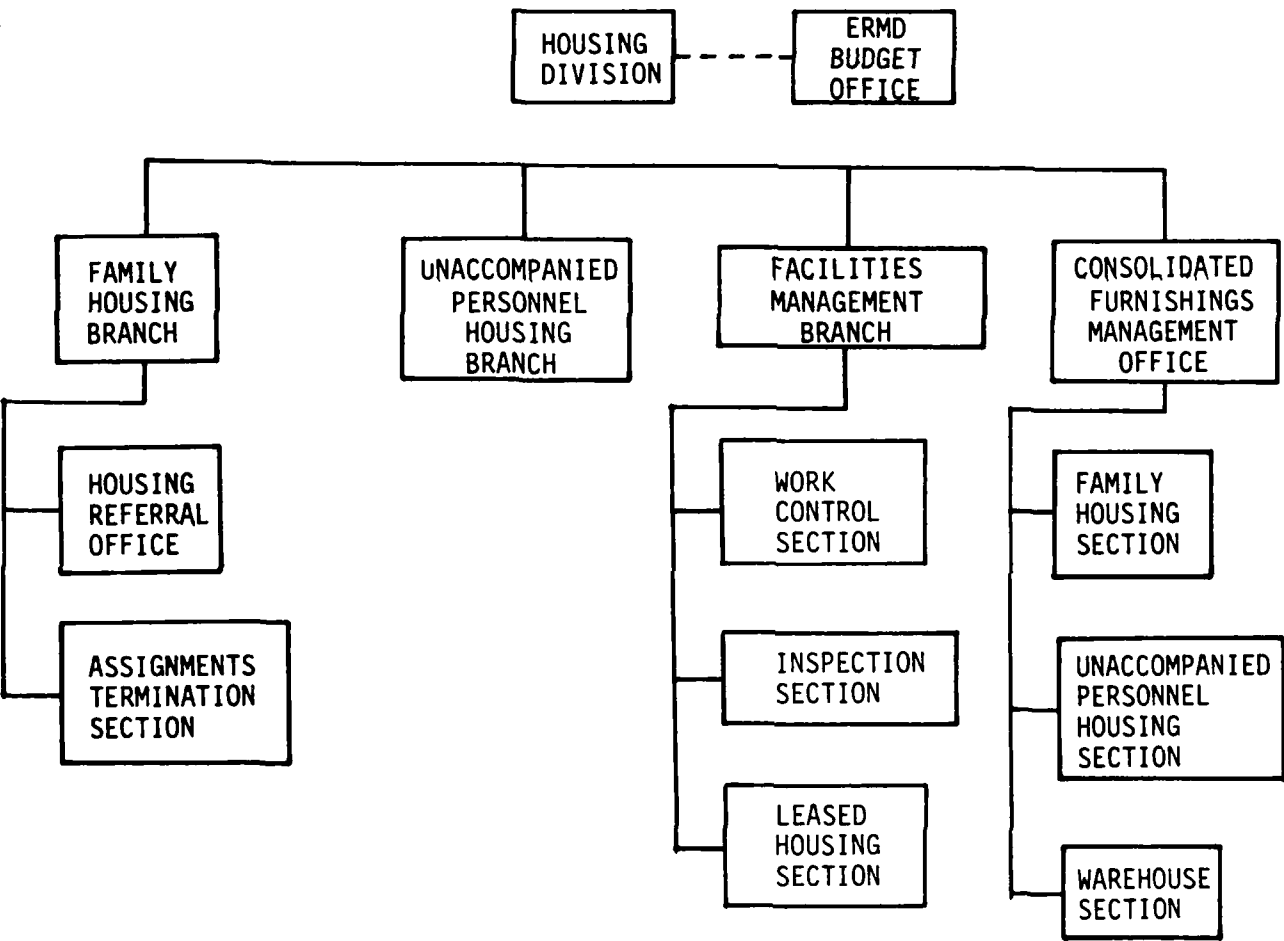 HOUSING
DIVISION
ERMD
BUDGET
OFFICE
FAMILY
HOUSING
BRANCH
UNACCOMPANIED
PERSONNEL
HOUSING
BRANCH
FACILITIES
MANAGEMENT
BRANCH
CONSOLIDATED
FURNISHINGS
MANAGEMENT
OFFICE
HOUSING
REFERRAL
OFFICE
ASSIGNMENTS
TERMINATION
SECTION
WORK
CONTROL
SECTION
INSPECTION
SECTION
LEASED
HOUSING
SECTION
FAMILY
HOUSING
SECTION
UNACCOMPANIED
PERSONNEL
HOUSING
SECTION
WAREHOUSE
SECTION